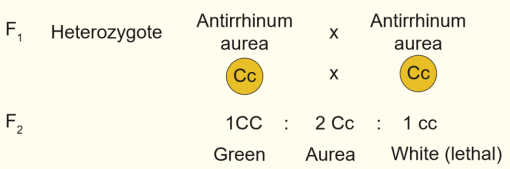 F1 Heterozygote Antirrhinum aurea x Antirrhinum aurea
Cc x Cc
F2 1CC : 2 Cc : 1 cc
Green Aurea White (lethal)